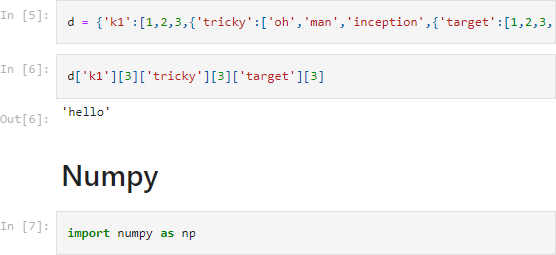 In [5]: d = {'k1':[1,2,3,{'tricky':['oh','man','inception',{'target':[1,2,3,
In [6]: d['k1'][3]['tricky'][3]['target'][3]
Out[6]: 'hello'
Numpy
In [7]: import numpy as np